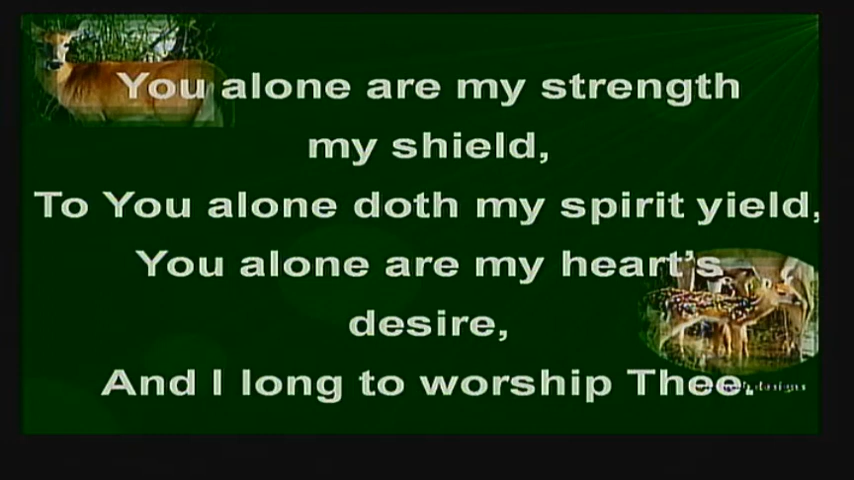 You alone are my strength
my shield,
To You alone doth my spirit yield,
You alone are my heart's
desire,
And I long to worship Thee.
designs